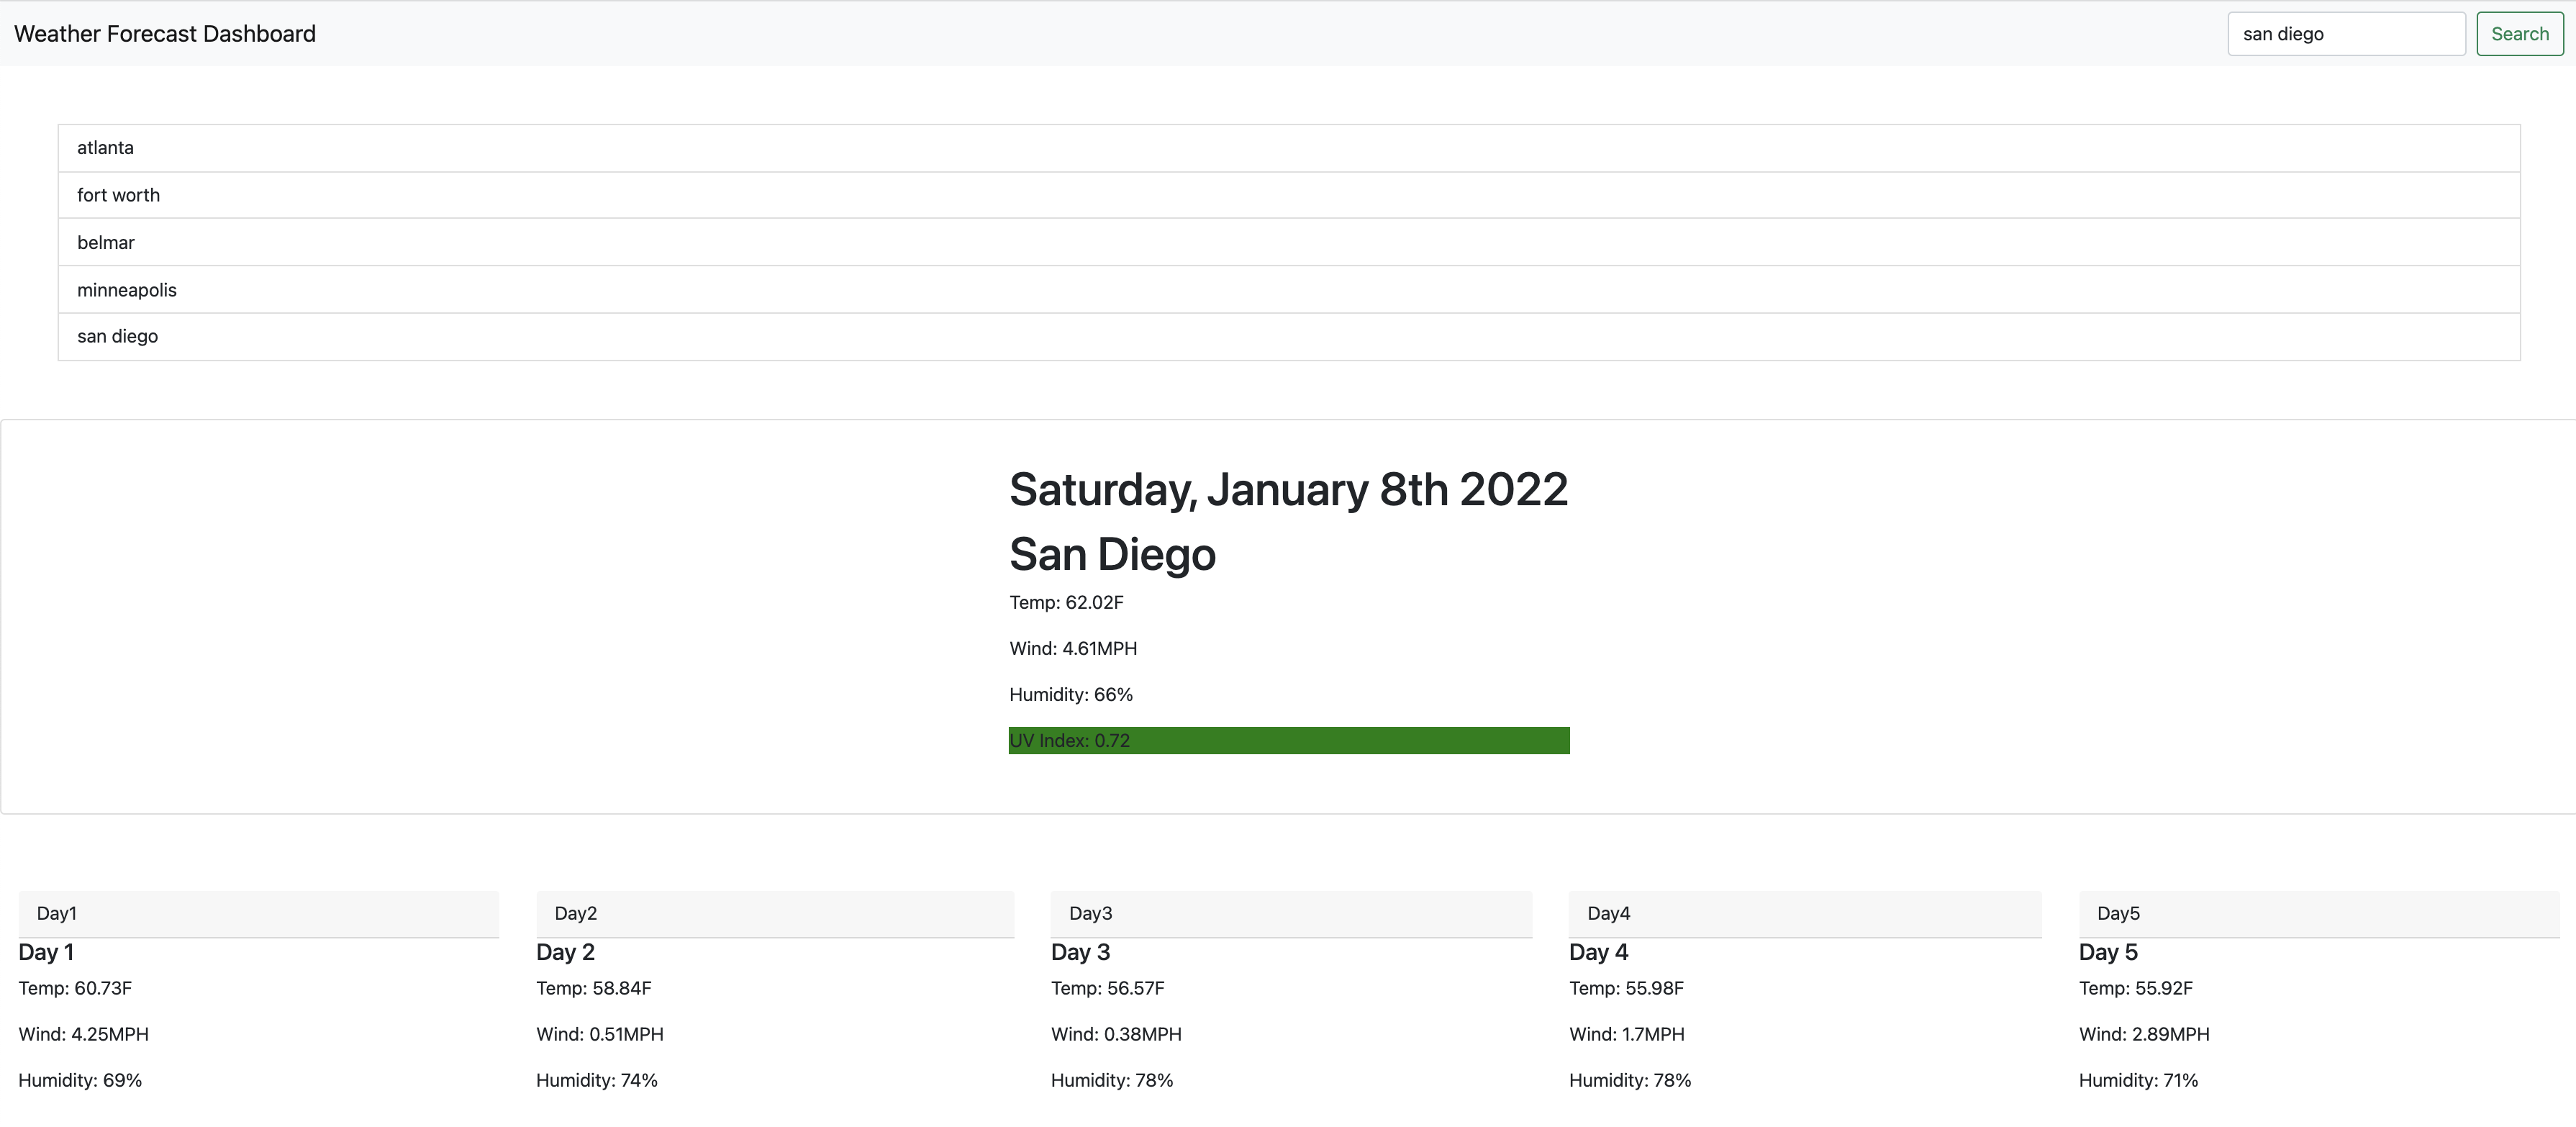 Weather Forecast Dashboard
san diego
Search
atlanta
fort worth
belmar
minneapolis
san diego
Saturday, January 8th 2022
San Diego
Temp: 62.02F
Wind: 4.61MPH
Humidity: 66%
UV Index: 0.72
Day1
Day 1
Temp: 60.73F
Wind: 4.25MPH
Humidity: 69%
Day2
Day 2
Temp: 58.84F
Wind: 0.51MPH
Humidity: 74%
Day3
Day 3
Temp: 56.57F
Wind: 0.38MPH
Humidity: 78%
Day4
Day 4
Temp: 55.98F
Wind: 1.7MPH
Humidity: 78%
Day5
Day 5
Temp: 55.92F
Wind: 2.89MPH
Humidity: 71%